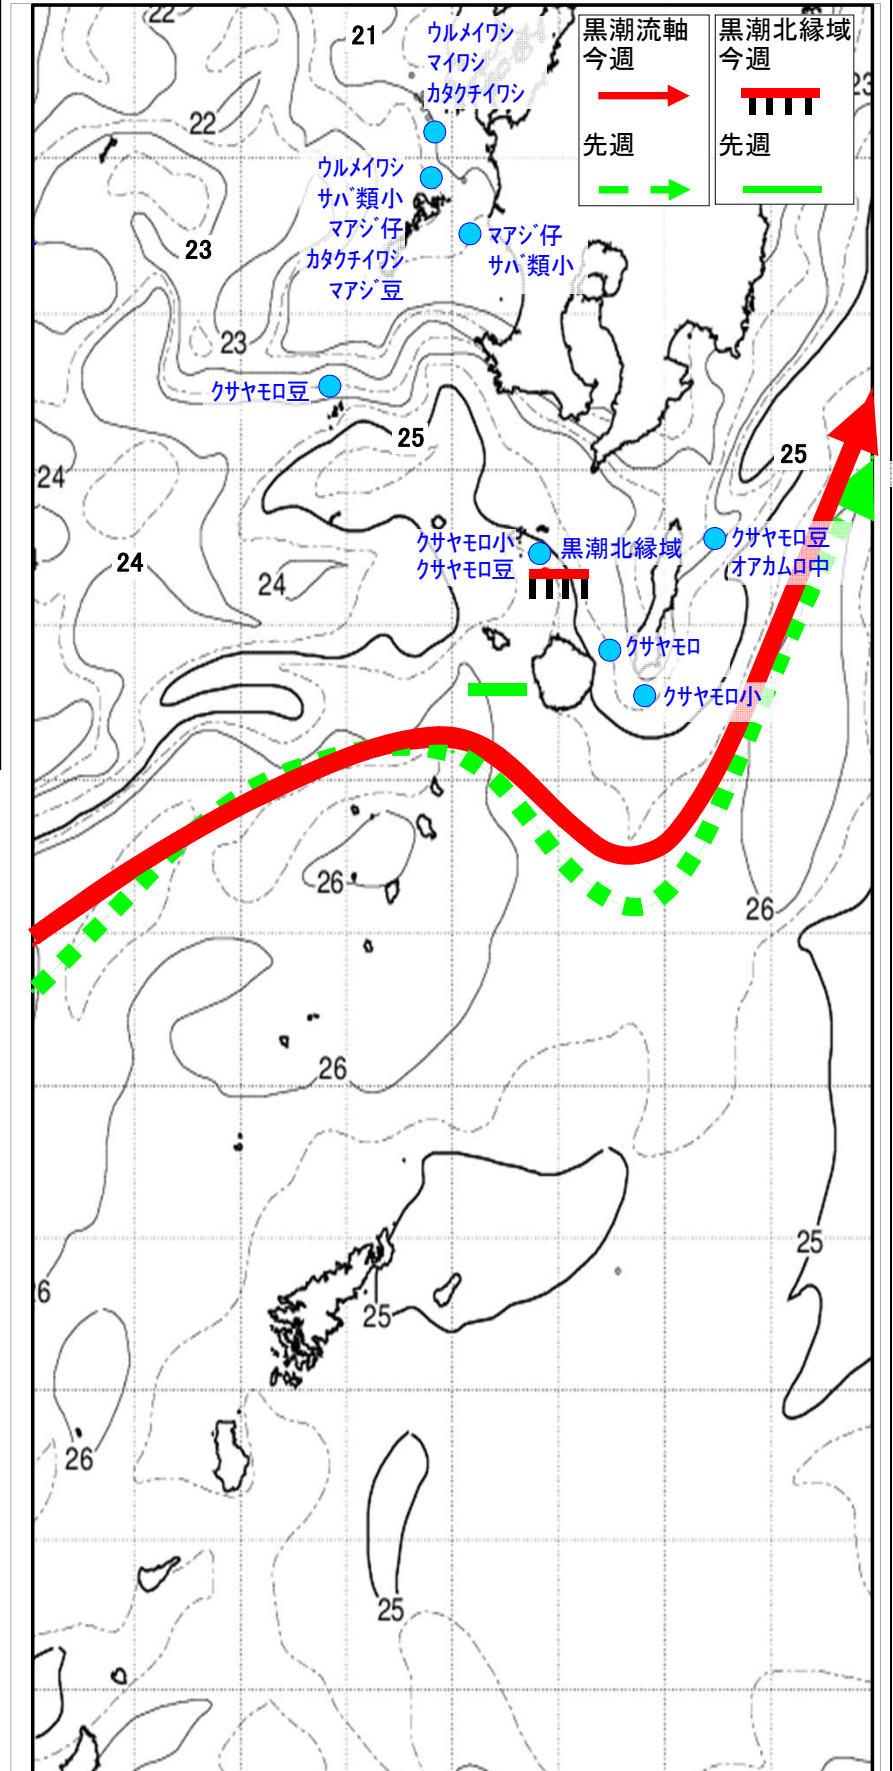 22
21
ｳﾙﾒｲﾜｼ
ﾏｲﾜｼ
ｶﾀｸﾁｲﾜｼ
黒潮流軸
今週
先週
黒潮北縁域
今週
先週
23
22
ｳﾙﾒｲﾜｼ
ｻﾊﾞ類小
ﾏｱｼﾞ仔
ｶﾀｸﾁｲﾜｼ
ﾏｱｼﾞ豆
ﾏｱｼﾞ仔
ｻﾊﾞ類小
23
23
ｸｻﾔﾓﾛ豆
25
25
24
ｸｻﾔﾓﾛ小
ｸｻﾔﾓﾛ豆
黒潮北縁域
ｸｻﾔﾓﾛ豆
ｵｱｶﾑﾛ中
24
24
ｸｻﾔﾓﾛ
ｸｻﾔﾓﾛ小
26
26
26
25
26
25
26
25